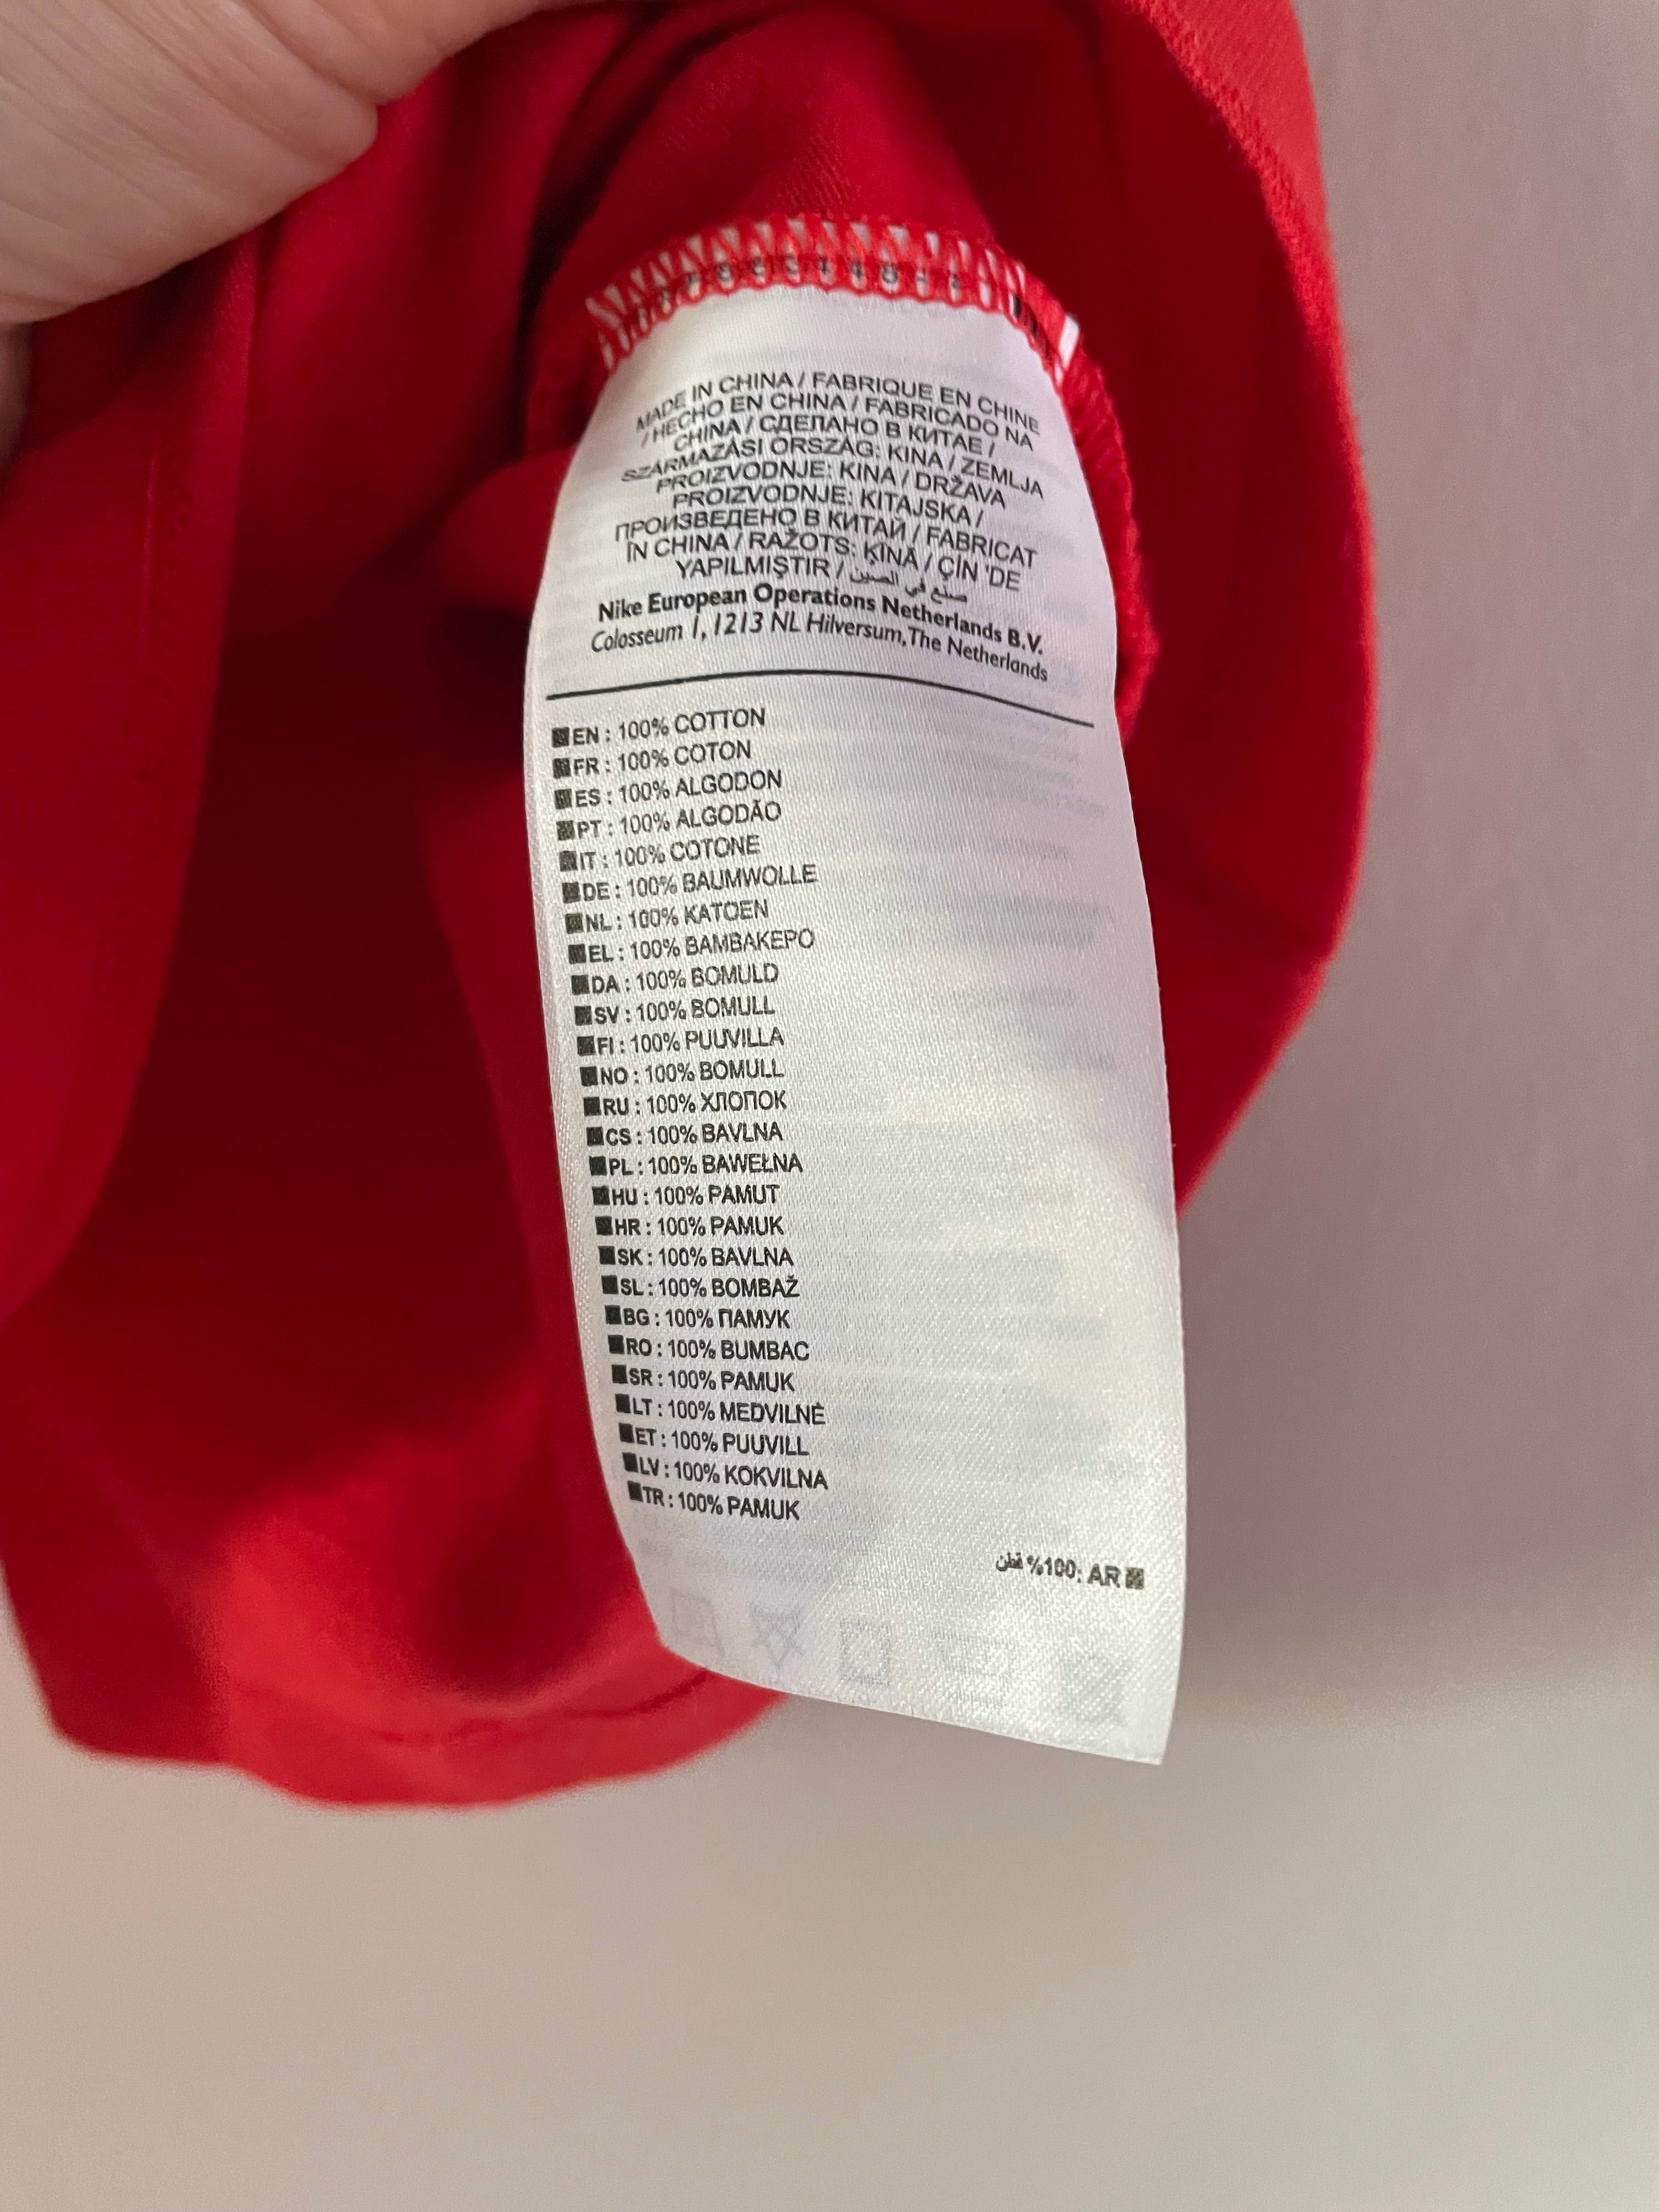 MADE IN CHINA / FABRIQUE EN CHINE
/ HECHO EN CHINA / FABRICADO NA
CHINA / СДЕЛАНО В КИТАЕ /
SZÁRMAZÁSI ORSZÁG: KINA / ZEMLJA
PROIZVODNJE: KINA / DRŽAVA
PROIZVODNJE: KITAJSKA /
ПРОИЗВЕДЕНО В КИТАЙ / FABRICAT
ÎN CHINA / RAŽOTS: ĶĪNĀ / ÇİN 'DE
YAPILMIŞTIR / صنع في الصين
Nike European Operations Netherlands B.V.
Colosseum 1, 1213 NL Hilversum, The Netherlands
EN : 100% COTTON
FR : 100% COTON
ES : 100% ALGODON
PT : 100% ALGODÃO
IT : 100% COTONE
DE : 100% BAUMWOLLE
NL : 100% KATOEN
EL : 100% ΒΑΜΒΑΚΕΡΟ
DA : 100% BOMULD
SV : 100% BOMULL
FI : 100% PUUVILLA
NO : 100% BOMULL
RU : 100% ХЛОПОК
CS : 100% BAVLNA
PL : 100% BAWEŁNA
HU : 100% PAMUT
HR : 100% PAMUK
SK : 100% BAVLNA
SL : 100% BOMBAŽ
BG : 100% ПАМУК
RO : 100% BUMBAC
SR : 100% PAMUK
LT : 100% MEDVILNĖ
ET : 100% PUUVILL
LV : 100% KOKVILNA
TR : 100% PAMUK
AR :100% قطن